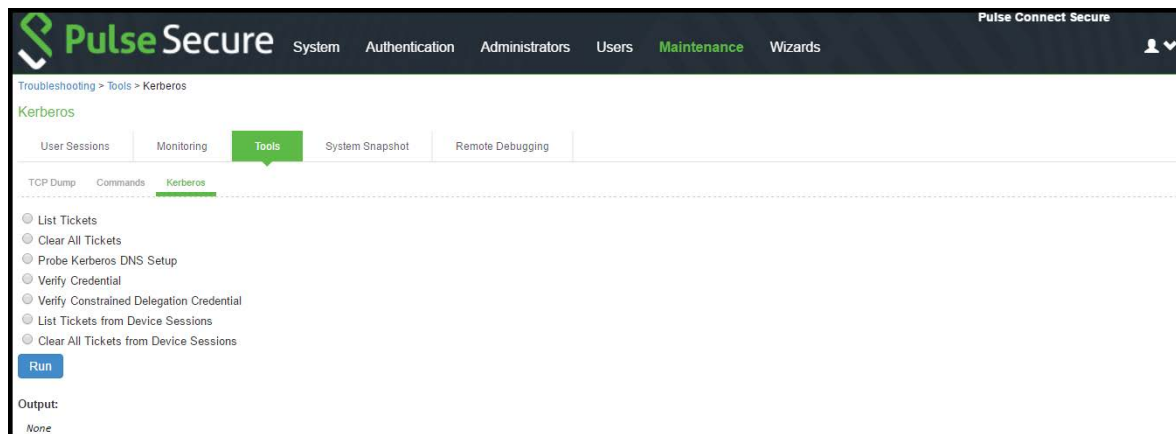 Pulse Connect Secure
Pulse Secure System Authentication Administrators Users Maintenance Wizards
Troubleshooting > Tools > Kerberos
Kerberos
User Sessions Monitoring Tools System Snapshot Remote Debugging
TCP Dump Commands Kerberos
List Tickets
Clear All Tickets
Probe Kerberos DNS Setup
Verify Credential
Verify Constrained Delegation Credential
List Tickets from Device Sessions
Clear All Tickets from Device Sessions
Run
Output:
None